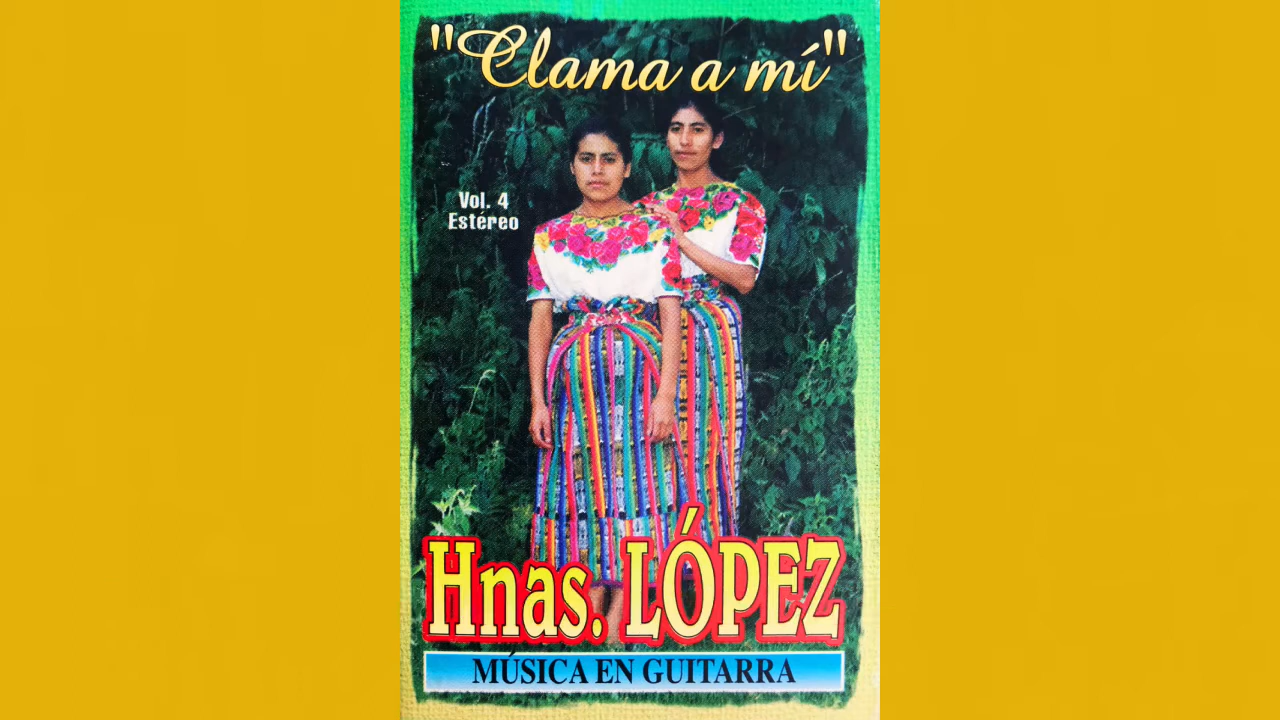 "Clama a mí"
Vol. 4
Estéreo
Hnas. LÓPEZ
MÚSICA EN GUITARRA